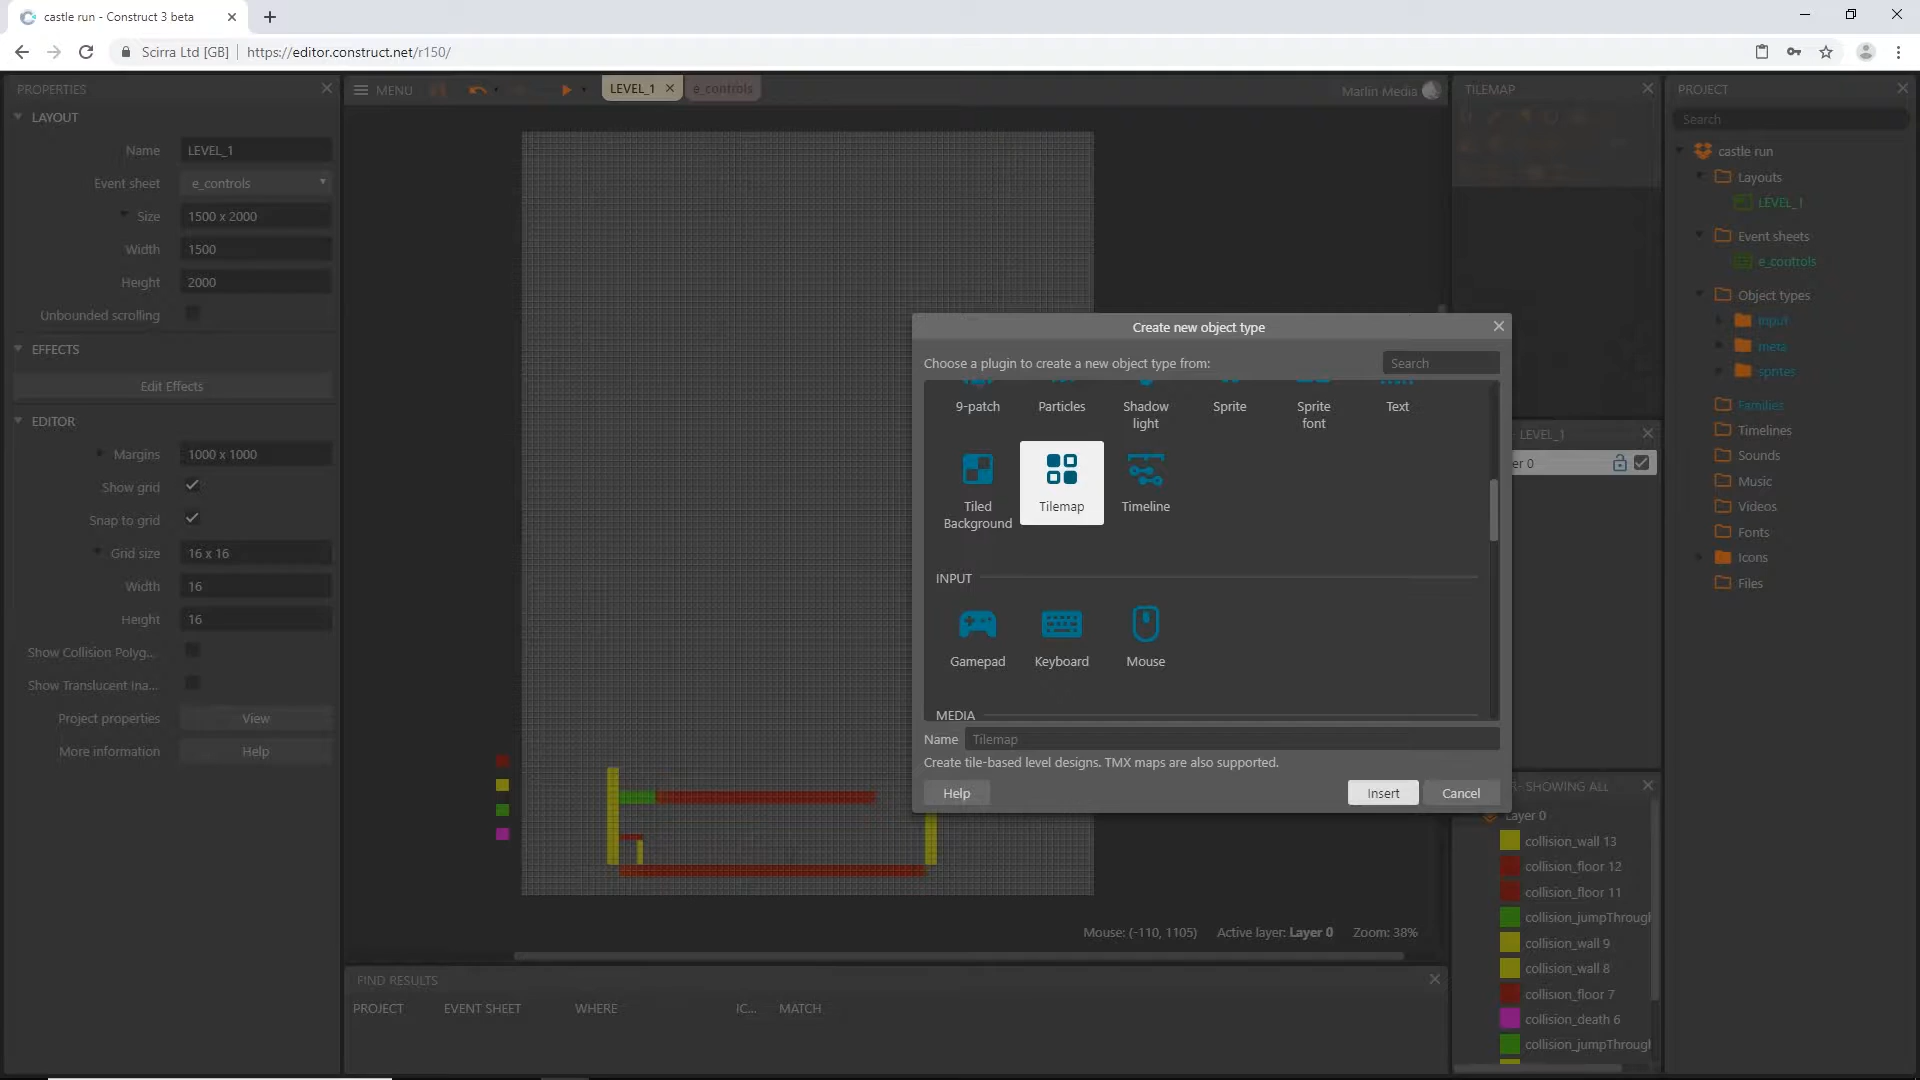 castle run - Construct 3 beta
Scirra Ltd [GB]
https://editor.construct.net/r150/
PROPERTIES
LAYOUT
Name LEVEL_1
Event sheet e_controls
Size 1500 x 2000
Width 1500
Height 2000
Unbounded scrolling
EFFECTS
Edit Effects
EDITOR
Margins 1000 x 1000
Show grid
Snap to grid
Grid size 16 x 16
Width 16
Height 16
Show Collision Polyg...
Show Translucent Ina...
Project properties View
More information Help
MENU
LEVEL_1
e_controls
Marlin Media
Create new object type
Choose a plugin to create a new object type from:
Search
9-patch
Particles
Shadow
light
Sprite
Sprite
font
Text
Tiled
Background
Tilemap
Timeline
INPUT
Gamepad
Keyboard
Mouse
MEDIA
Name Tilemap
Create tile-based level designs. TMX maps are also supported.
Help
Insert
Cancel
Mouse: (-110, 1105) Active layer: Layer 0 Zoom: 38%
FIND RESULTS
PROJECT EVENT SHEET WHERE IC... MATCH
TILEMAP
LEVEL_1
er 0
R- SHOWING ALL
Layer 0
collision_wall 13
collision_floor 12
collision_floor 11
collision_jumpThrough
collision_wall 9
collision_wall 8
collision_floor 7
collision_death 6
collision_jumpThrough
PROJECT
Search
castle run
Layouts
LEVEL_1
Event sheets
e_controls
Object types
input
meta
sprites
Families
Timelines
Sounds
Music
Videos
Fonts
Icons
Files